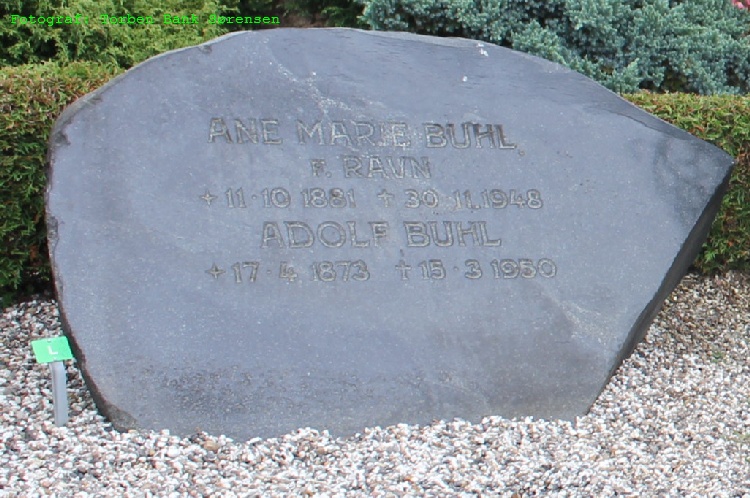 Fotograf: Torben Bank Sørensen
ANE MARIE BUHL
F. RAVN
+ 11·10 1881 † 30·11.1948
ADOLF BUHL
+ 17·4 1873 † 15·3 1950
L